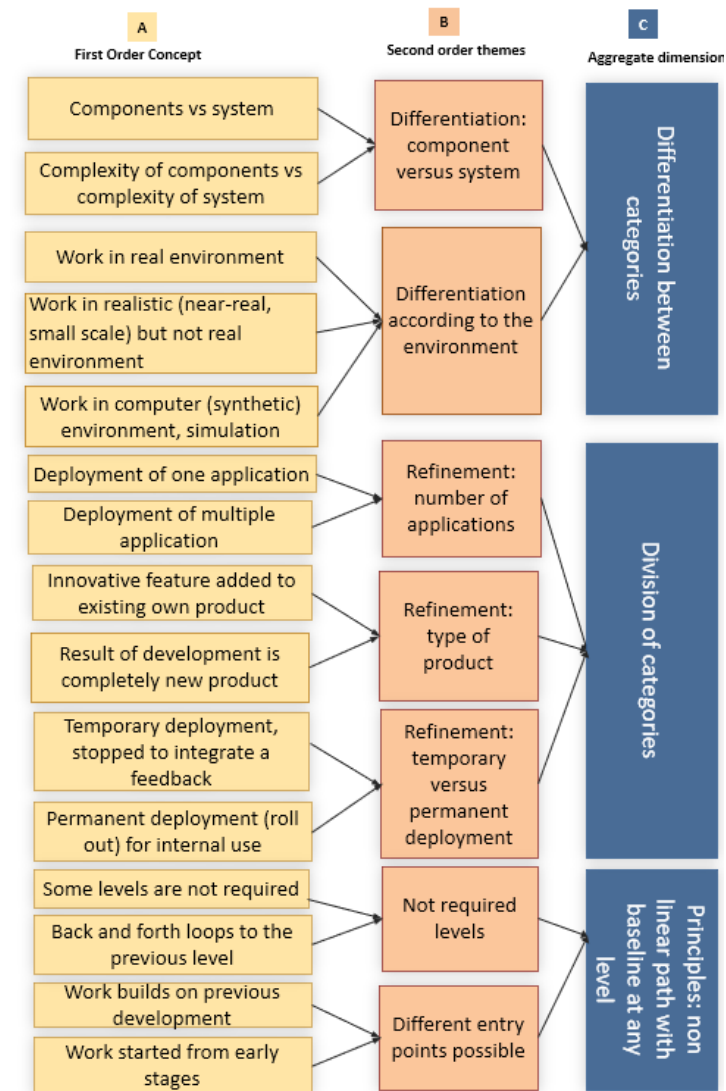 A
First Order Concept
B
Second order themes
C
Aggregate dimension
Components vs system
Complexity of components vs
complexity of system
Work in real environment
Work in realistic (near-real,
small scale) but not real
environment
Work in computer (synthetic)
environment, simulation
Deployment of one application
Deployment of multiple
application
Innovative feature added to
existing own product
Result of development is
completely new product
Temporary deployment,
stopped to integrate a
feedback
Permanent deployment (roll
out) for internal use
Some levels are not required
Back and forth loops to the
previous level
Work builds on previous
development
Work started from early
stages
Differentiation:
component
versus system
Differentiation
according to the
environment
Refinement:
number of
applications
Refinement:
type of
product
Refinement:
temporary
versus
permanent
deployment
Not required
levels
Different entry
points possible
Differentiation between
categories
Division of categories
Principles: non
linear path with
baseline at any
level